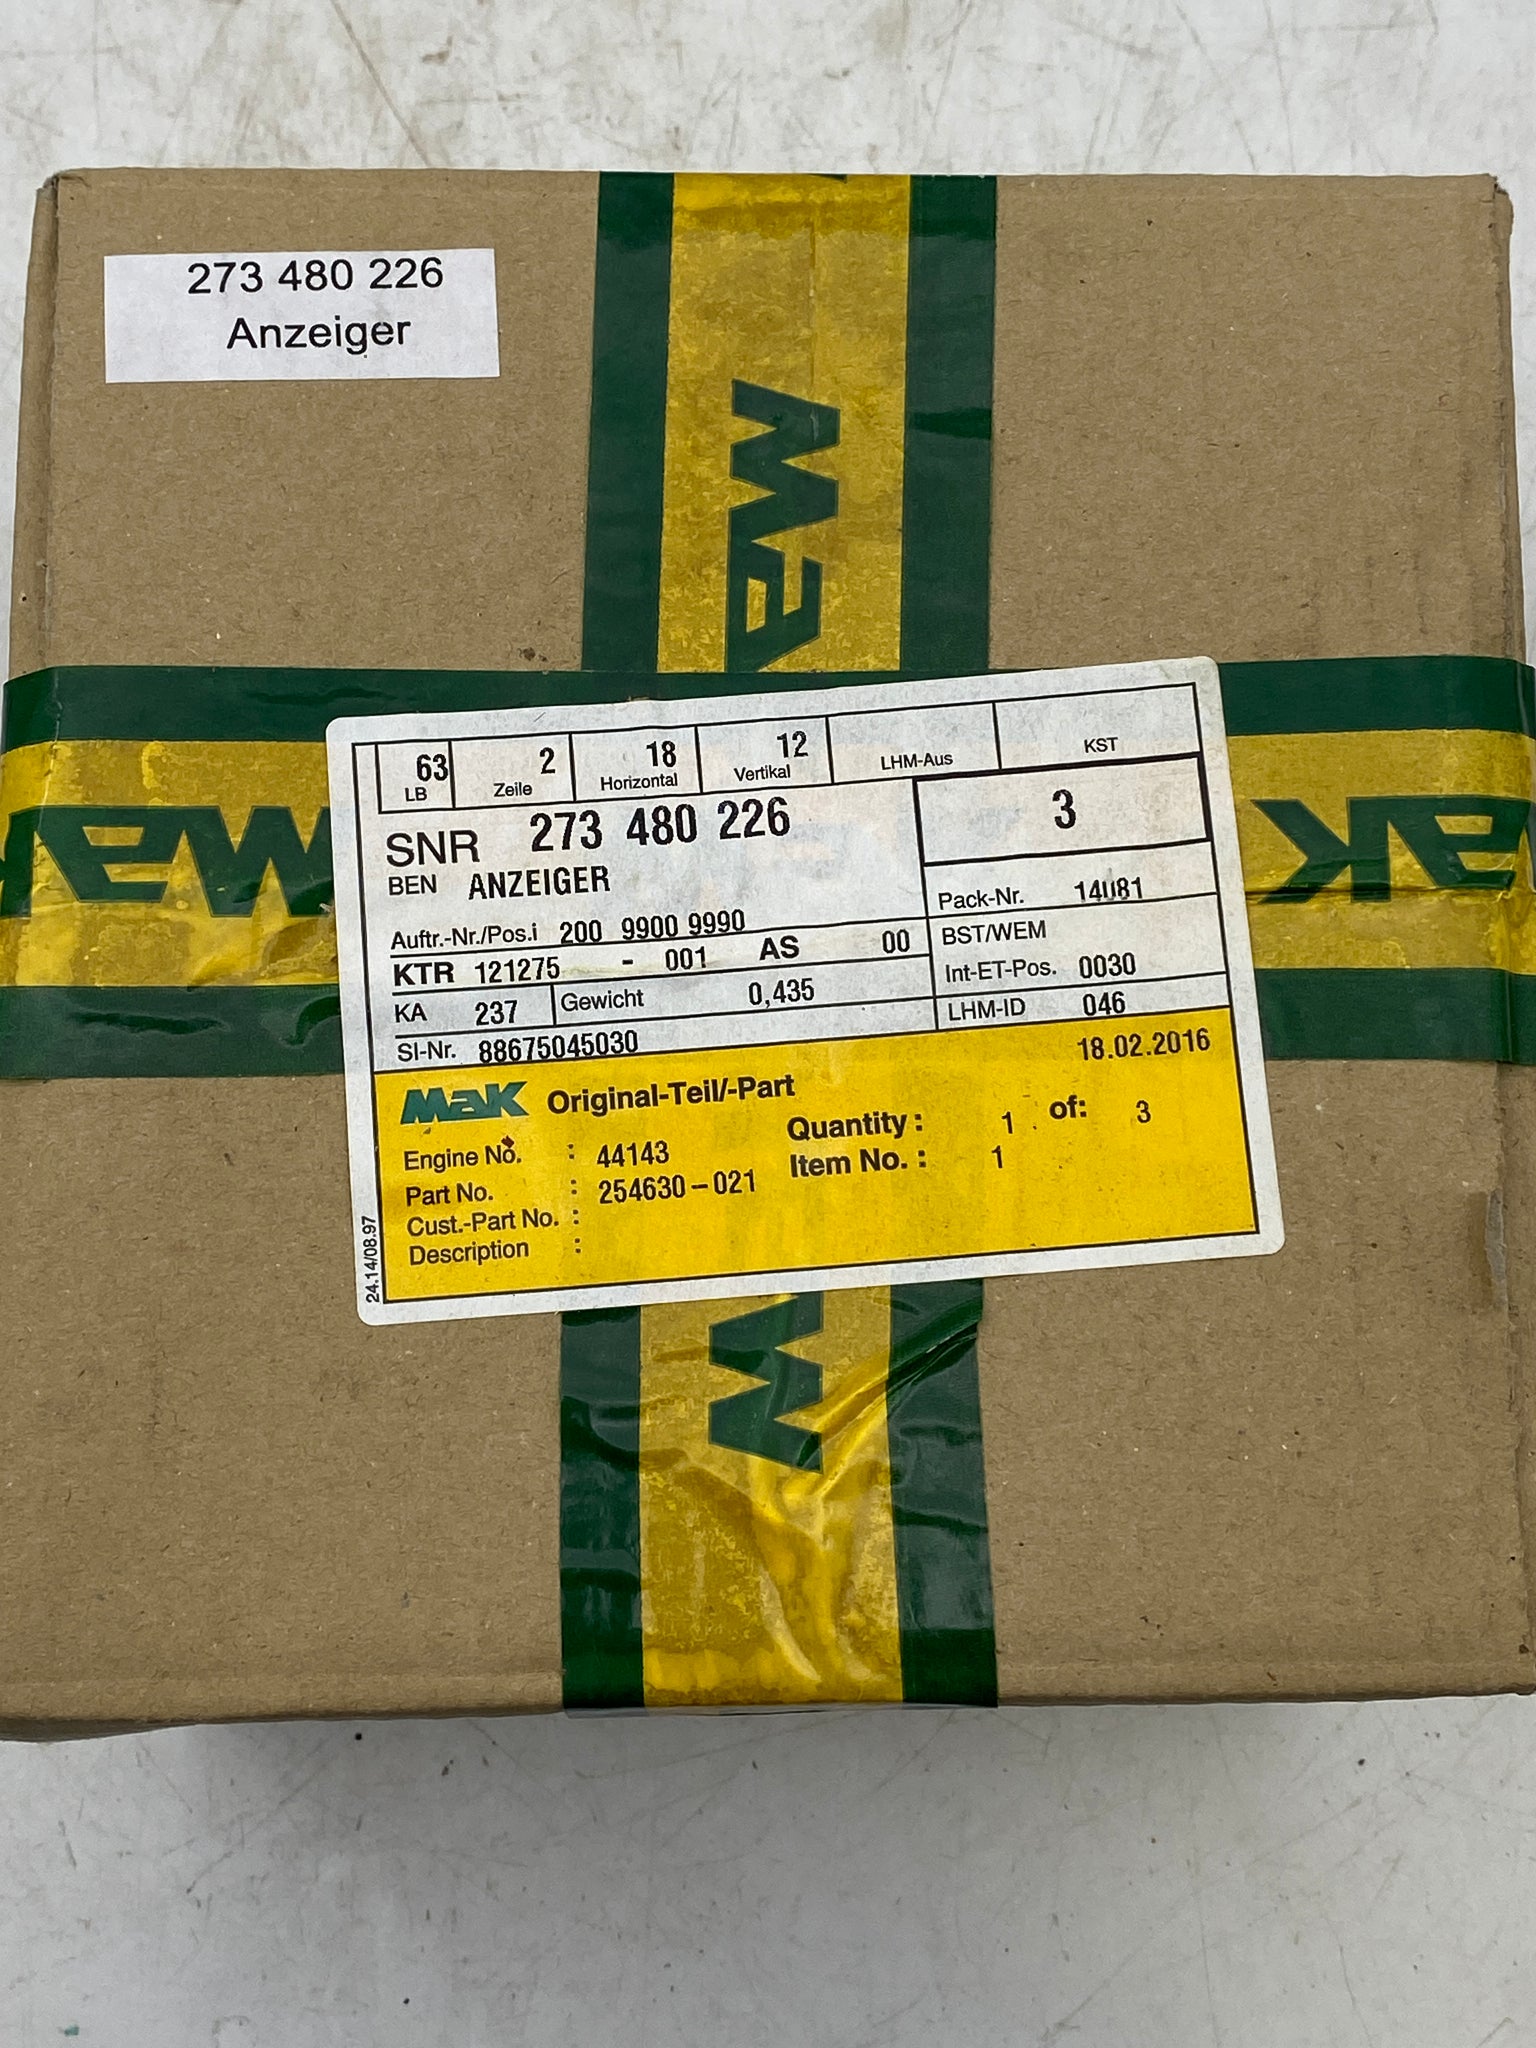 273 480 226
Anzeiger
63 2 18 12
LB Zeile Horizontal Vertikal LHM-Aus KST
SNR 273 480 226 3
BEN ANZEIGER
Pack-Nr. 14081
Auftr.-Nr./Pos.i 200 9900 9990
BST/WEM
KTR 121275 - 001 AS 00
Int-ET-Pos. 0030
KA 237 Gewicht 0,435
LHM-ID 046
SI-Nr. 88675045030
18.02.2016
MaK Original-Teil/-Part
Quantity : 1 of: 3
Engine No. : 44143
Item No. : 1
Part No. : 254630-021
Cust.-Part No. :
Description :
24.14/08.97
MaK
MaK
MaK
M